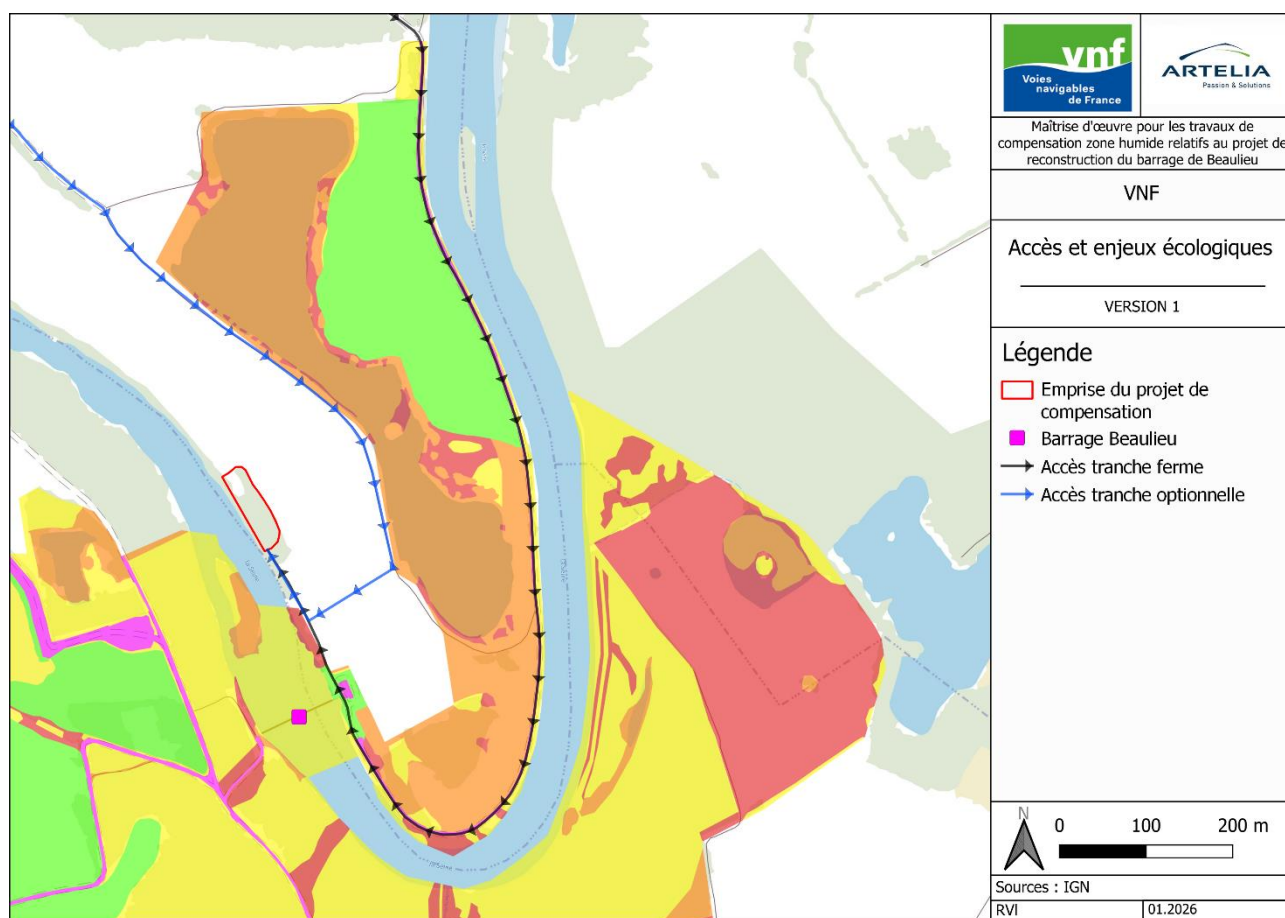 vnf
Voies
navigables
de France
ARTELIA
Passion & Solutions
Maîtrise d'œuvre pour les travaux de
compensation zone humide relatifs au projet de
reconstruction du barrage de Beaulieu
VNF
Accès et enjeux écologiques
VERSION 1
Légende
Emprise du projet de
compensation
Barrage Beaulieu
Accès tranche ferme
Accès tranche optionnelle
N
0 100 200 m
Sources : IGN
RVI 01.2026
la Seine